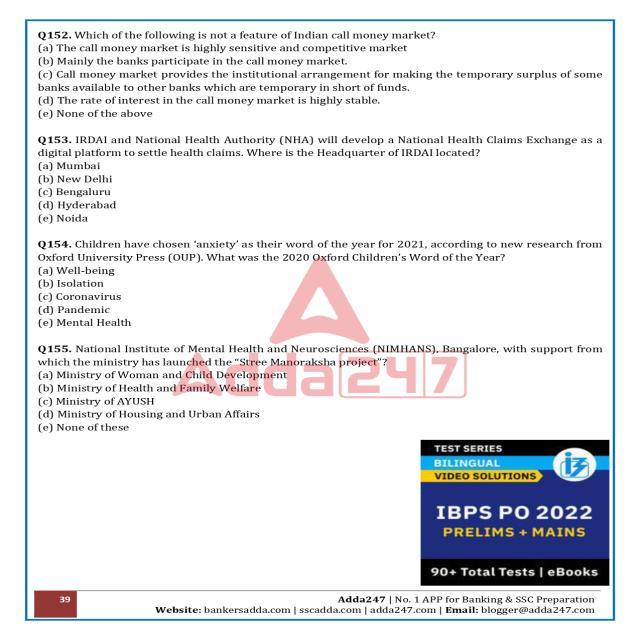 Q152. Which of the following is not a feature of Indian call money market?
(a) The call money market is highly sensitive and competitive market
(b) Mainly the banks participate in the call money market.
(c) Call money market provides the institutional arrangement for making the temporary surplus of some
banks available to other banks which are temporary in short of funds.
(d) The rate of interest in the call money market is highly stable.
(e) None of the above
Q153. IRDAI and National Health Authority (NHA) will develop a National Health Claims Exchange as a
digital platform to settle health claims. Where is the Headquarter of IRDAI located?
(a) Mumbai
(b) New Delhi
(c) Bengaluru
(d) Hyderabad
(e) Noida
Q154. Children have chosen ‘anxiety’ as their word of the year for 2021, according to new research from
Oxford University Press (OUP). What was the 2020 Oxford Children’s Word of the Year?
(a) Well-being
(b) Isolation
(c) Coronavirus
(d) Pandemic
(e) Mental Health
Q155. National Institute of Mental Health and Neurosciences (NIMHANS), Bangalore, with support from
which the ministry has launched the “Stree Manoraksha project”?
(a) Ministry of Woman and Child Development
(b) Ministry of Health and Family Welfare
(c) Ministry of AYUSH
(d) Ministry of Housing and Urban Affairs
(e) None of these
Adda247
TEST SERIES
BILINGUAL
VIDEO SOLUTIONS
IBPS PO 2022
PRELIMS + MAINS
90+ Total Tests | eBooks
39
Adda247 | No. 1 APP for Banking & SSC Preparation
Website: bankersadda.com | sscadda.com | adda247.com | Email: blogger@adda247.com